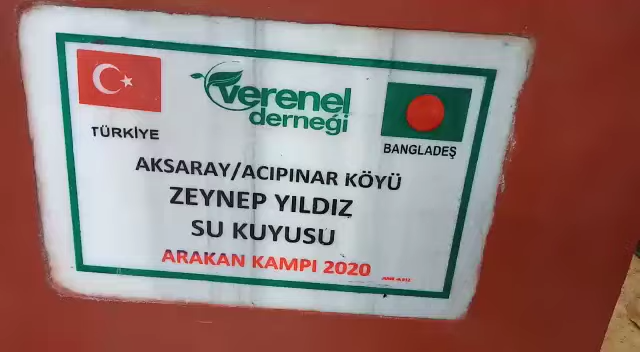 verenel
derneği
TÜRKİYE
BANGLADEŞ
AKSARAY/ACIPINAR KÖYÜ
ZEYNEP YILDIZ
SU KUYUSU
ARAKAN KAMPI 2020